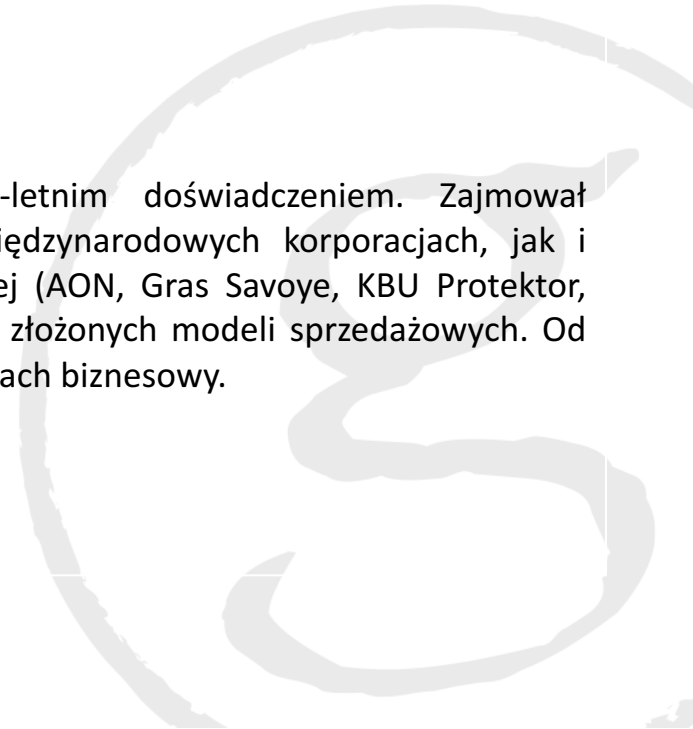 -letnim doświadczeniem. Zajmował
iędzynarodowych korporacjach, jak i
ej (AON, Gras Savoye, KBU Protektor,
złożonych modeli sprzedażowych. Od
ach biznesowy.